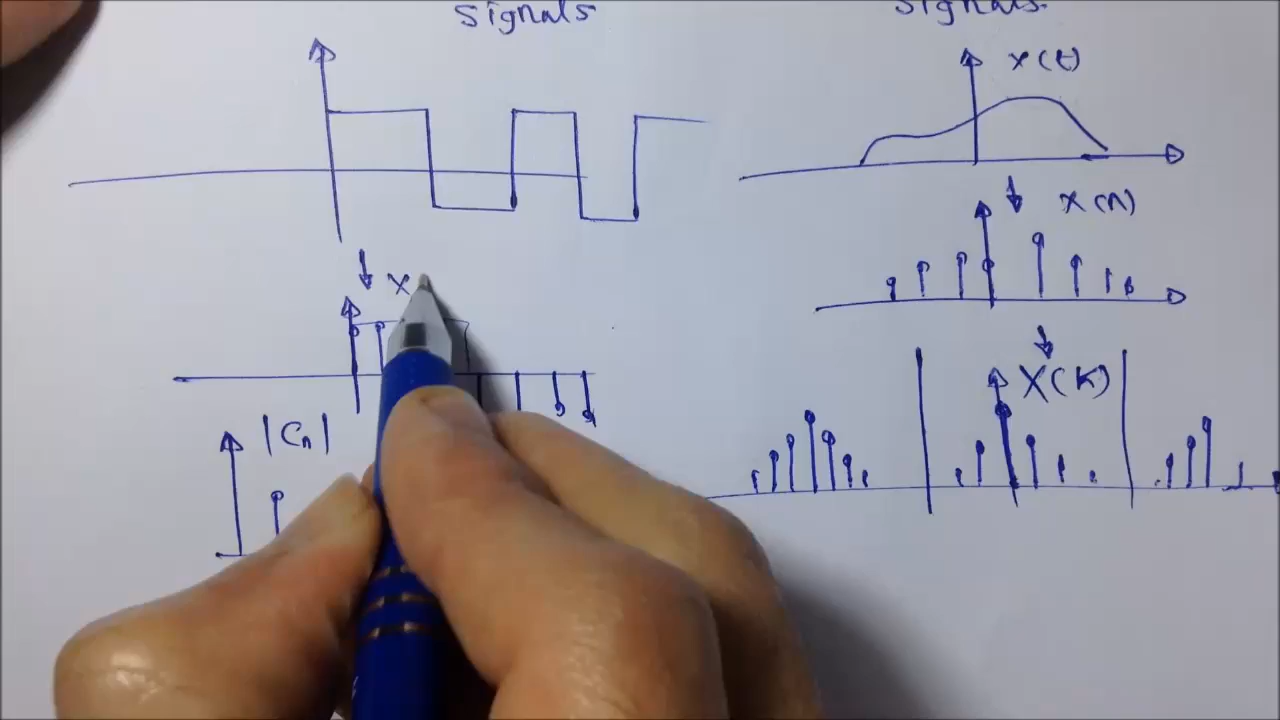 Signals
Signals.
x(t)
x(n)
x
X(K)
|Cn|